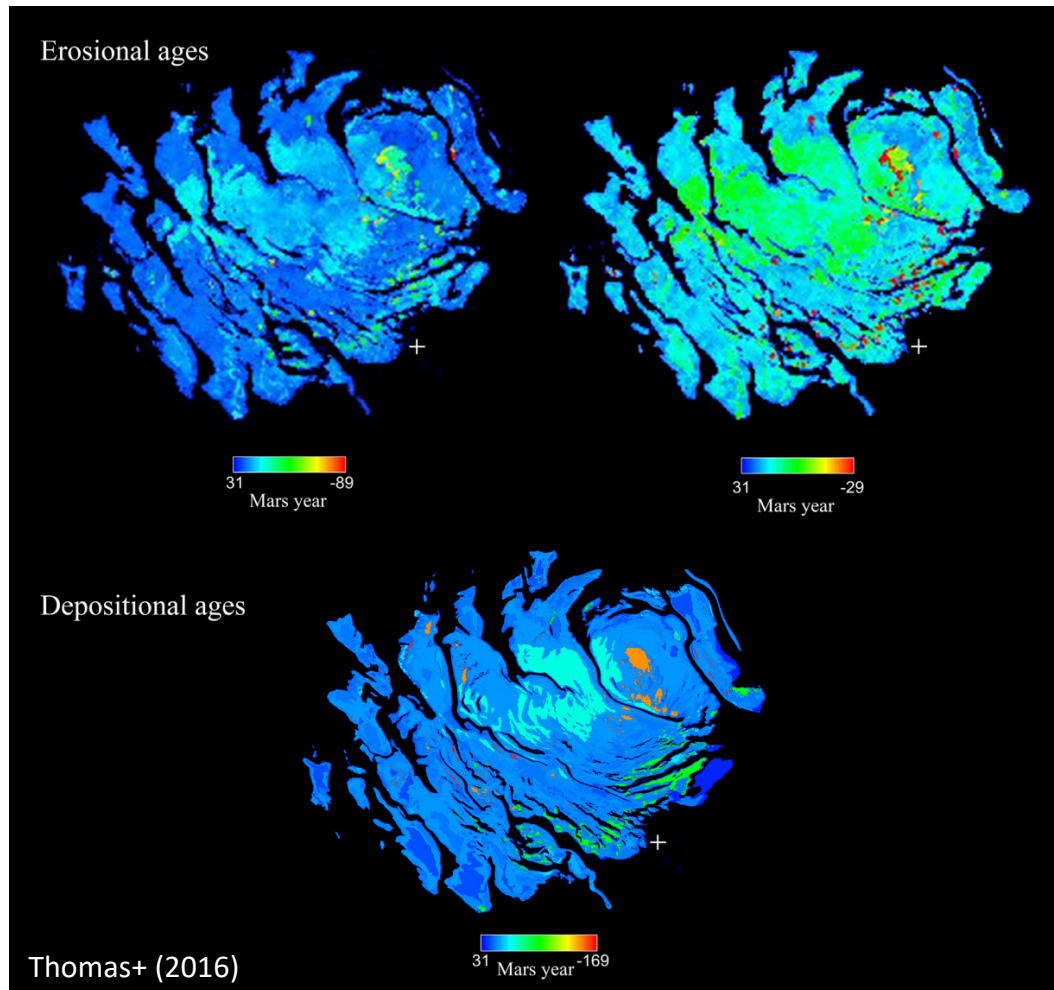 Erosional ages
31 -89
Mars year
31 -29
Mars year
Depositional ages
31 -169
Mars year
Thomas+ (2016)